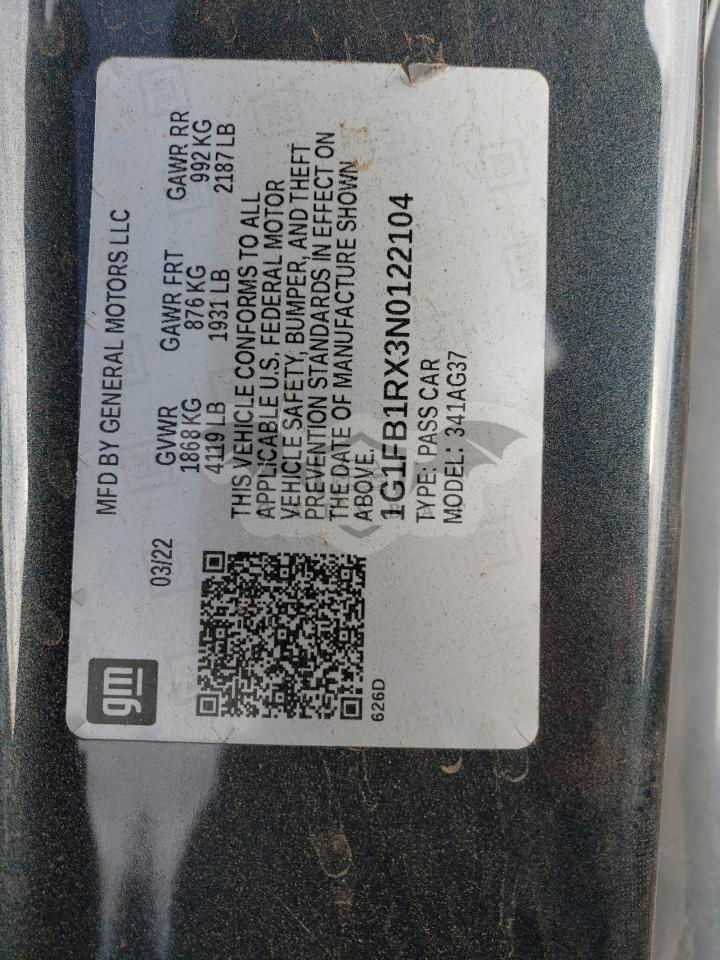 gm
MFD BY GENERAL MOTORS LLC
03/22
GVWR GAWR FRT GAWR RR
1868 KG 876 KG 992 KG
4119 LB 1931 LB 2187 LB
THIS VEHICLE CONFORMS TO ALL
APPLICABLE U.S. FEDERAL MOTOR
VEHICLE SAFETY, BUMPER, AND THEFT
PREVENTION STANDARDS IN EFFECT ON
THE DATE OF MANUFACTURE SHOWN
ABOVE.
1G1FB1RX3N0122104
TYPE: PASS CAR
MODEL: 341AG37
626D